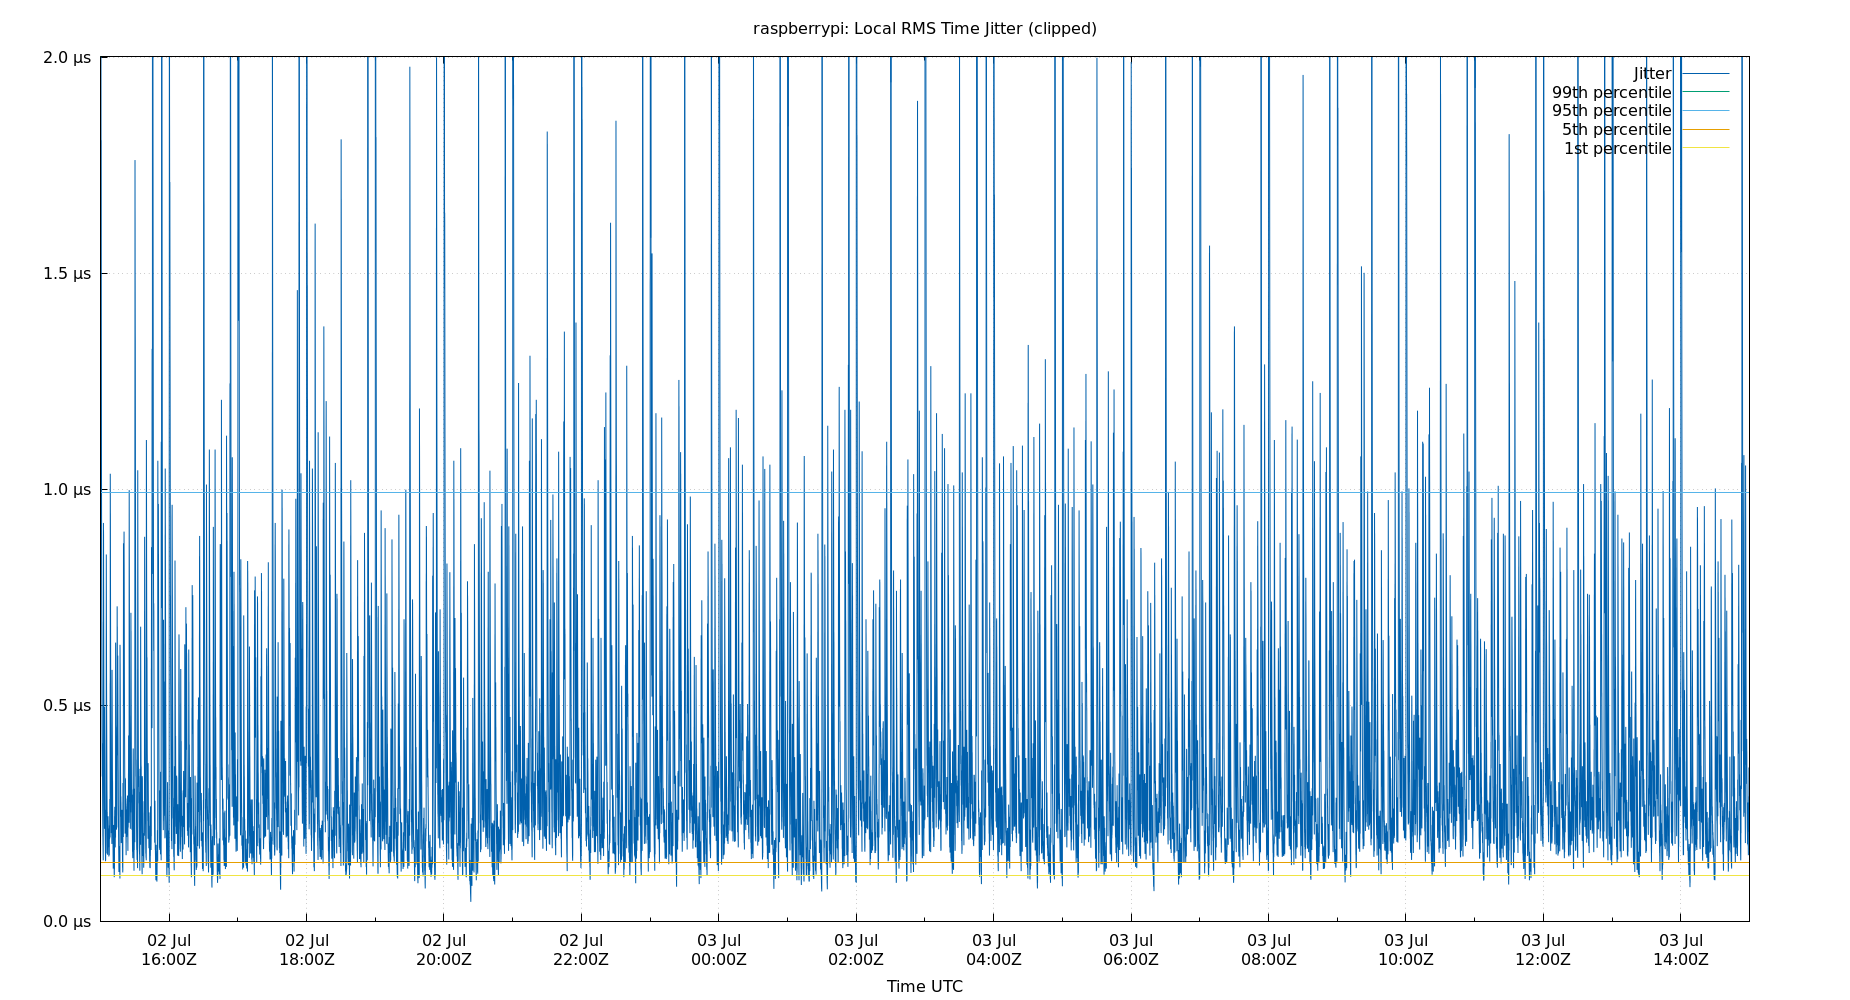 raspberrypi: Local RMS Time Jitter (clipped)
2.0 µs
1.5 µs
1.0 µs
0.5 µs
0.0 µs
Jitter
99th percentile
95th percentile
5th percentile
1st percentile
02 Jul 02 Jul 02 Jul 02 Jul 03 Jul 03 Jul 03 Jul 03 Jul 03 Jul 03 Jul 03 Jul 03 Jul
16:00Z 18:00Z 20:00Z 22:00Z 00:00Z 02:00Z 04:00Z 06:00Z 08:00Z 10:00Z 12:00Z 14:00Z
Time UTC